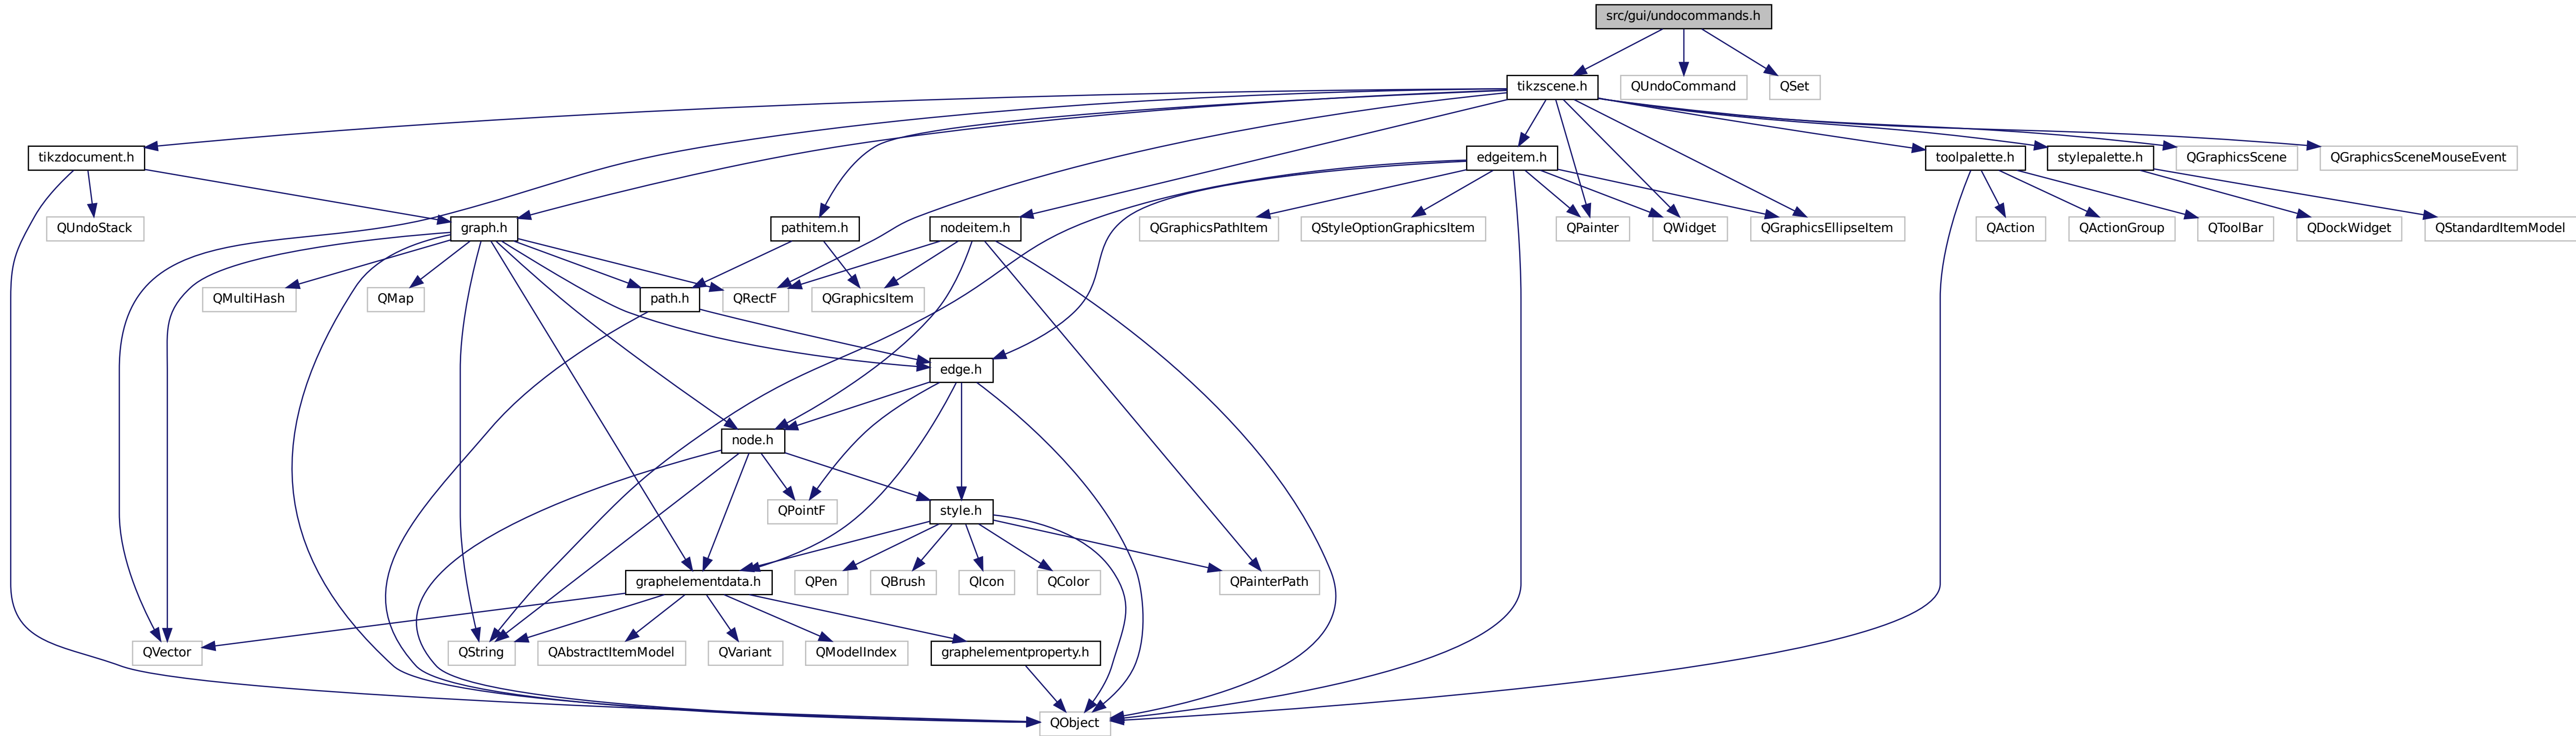 src/gui/undocommands.h
tikzscene.h
QUndoCommand
QSet
tikzdocument.h
edgeitem.h
toolpalette.h
stylepalette.h
QGraphicsScene
QGraphicsSceneMouseEvent
QUndoStack
graph.h
pathitem.h
nodeitem.h
QGraphicsPathItem
QStyleOptionGraphicsItem
QPainter
QWidget
QGraphicsEllipseItem
QAction
QActionGroup
QToolBar
QDockWidget
QStandardItemModel
QMultiHash
QMap
path.h
QRectF
QGraphicsItem
edge.h
node.h
QPointF
style.h
graphelementdata.h
QPen
QBrush
QIcon
QColor
QPainterPath
QVector
QString
QAbstractItemModel
QVariant
QModelIndex
graphelementproperty.h
QObject